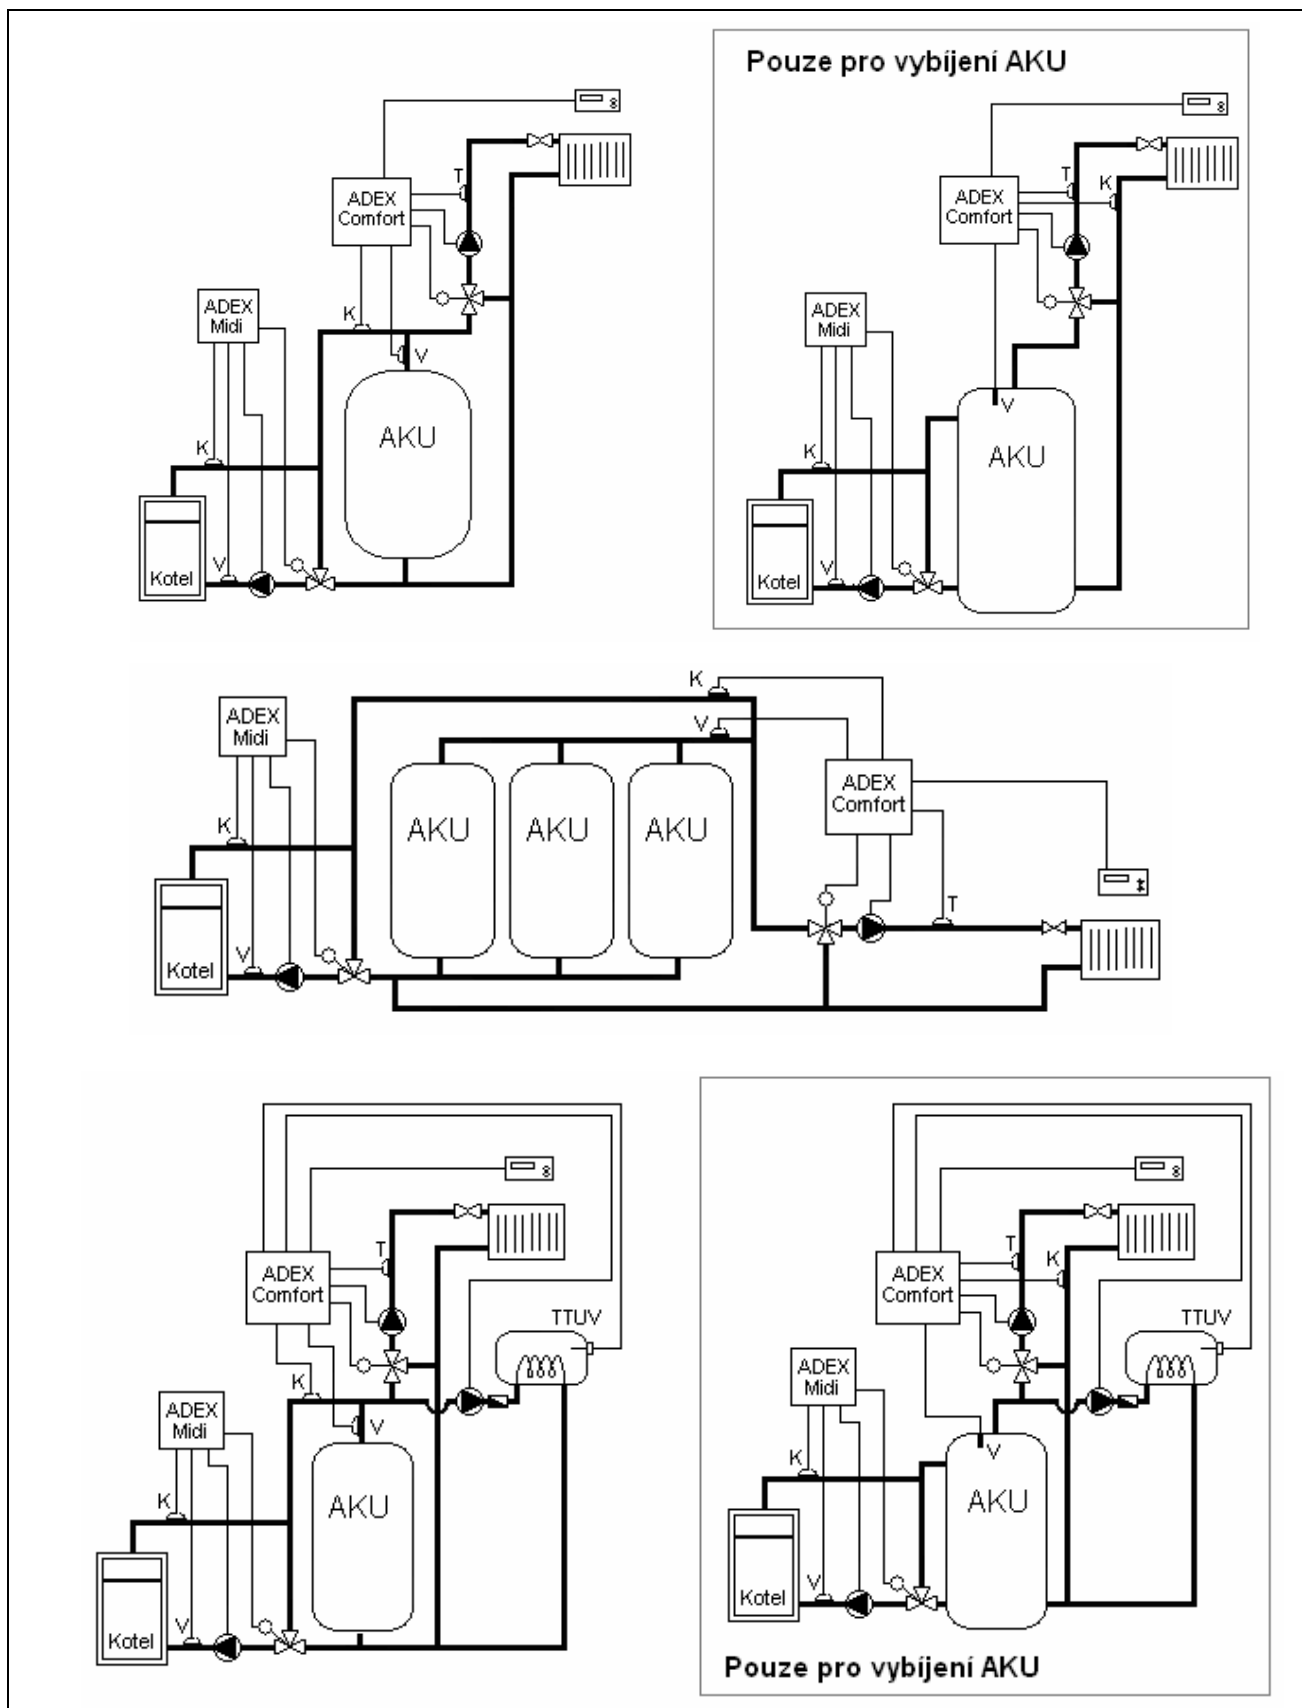 Pouze pro vybíjení AKU
T
ADEX
Comfort
K
V
ADEX
Midi
K
V
AKU
Kotel
T
K
ADEX
Comfort
ADEX
Midi
K
V
V
AKU
Kotel
K
V
ADEX
Midi
ADEX
Comfort
K
V
AKU
AKU
AKU
T
Kotel
T
ADEX
Comfort
TTUV
K
V
ADEX
Midi
K
V
AKU
Kotel
T
K
ADEX
Comfort
TTUV
ADEX
Midi
K
V
V
AKU
Kotel
Pouze pro vybíjení AKU